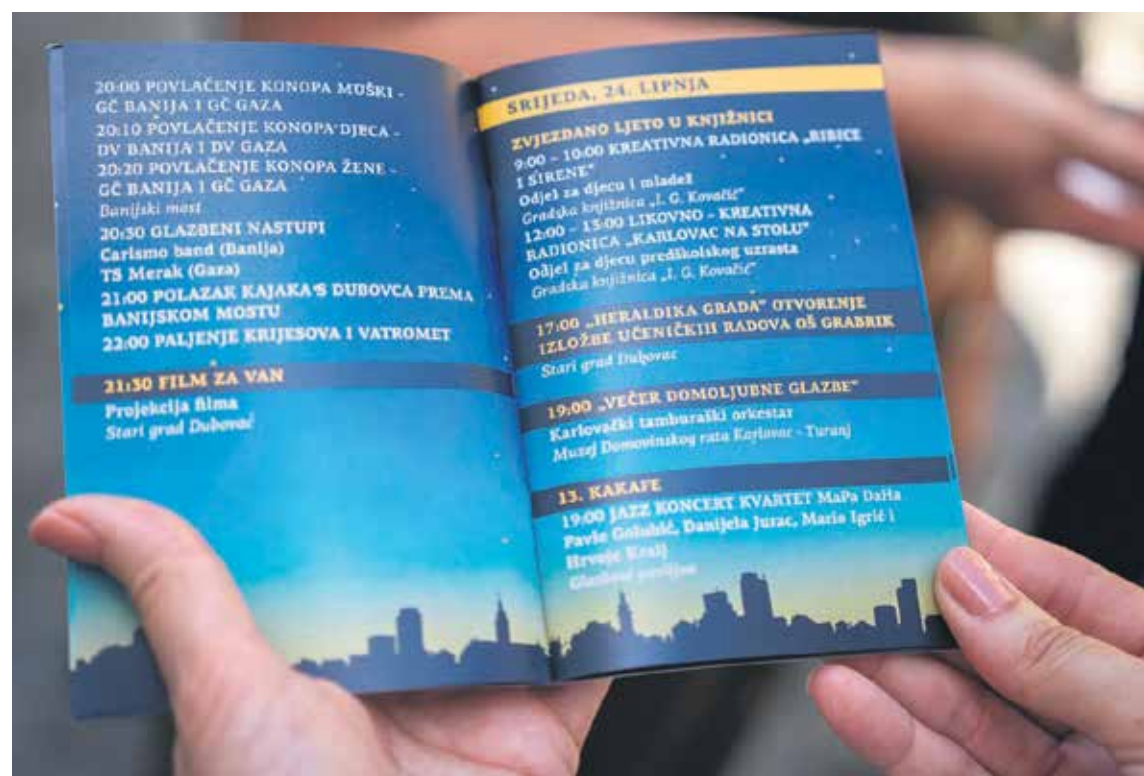 20:00 POVLAČENJE KONOPA MUŠKI -
GČ BANIJA I GČ GAZA
20:10 POVLAČENJE KONOPA DJECA -
DV BANIJA I DV GAZA
20:20 POVLAČENJE KONOPA ŽENE -
GČ BANIJA I GČ GAZA
Banijski most
20:30 GLAZBENI NASTUPI
Carismo band (Banija)
TS Merak (Gaza)
21:00 POLAZAK KAJAKA S DUBOVCA PREMA
BANIJSKOM MOSTU
22:00 PALJENJE KRIJESOVA I VATROMET
21:30 FILM ZA VAN
Projekcija filma
Stari grad Dubovac
SRIJEDA, 24. LIPNJA
ZVJEZDANO LJETO U KNJIŽNICI
9:00 - 10:00 KREATIVNA RADIONICA „RIBICE
I SIRENE"
Odjel za djecu i mladež
Gradska knjižnica „I. G. Kovačić"
12:00 - 13:00 LIKOVNO - KREATIVNA
RADIONICA „KARLOVAC NA STOLU"
Odjel za djecu predškolskog uzrasta
Gradska knjižnica „I. G. Kovačić"
17:00 „HERALDIKA GRADA" OTVORENJE
IZLOŽBE UČENIČKIH RADOVA OŠ GRABRIK
Stari grad Dubovac
19:00 „VEČER DOMOLJUBNE GLAZBE"
Karlovački tamburaški orkestar
Muzej Domovinskog rata Karlovac - Turanj
13. KAKAFE
19:00 JAZZ KONCERT KVARTET MaPa DaHa
Pavle Golubić, Danijela Jurac, Mario Igrić i
Hrvoje Kralj
Glazbeni paviljon